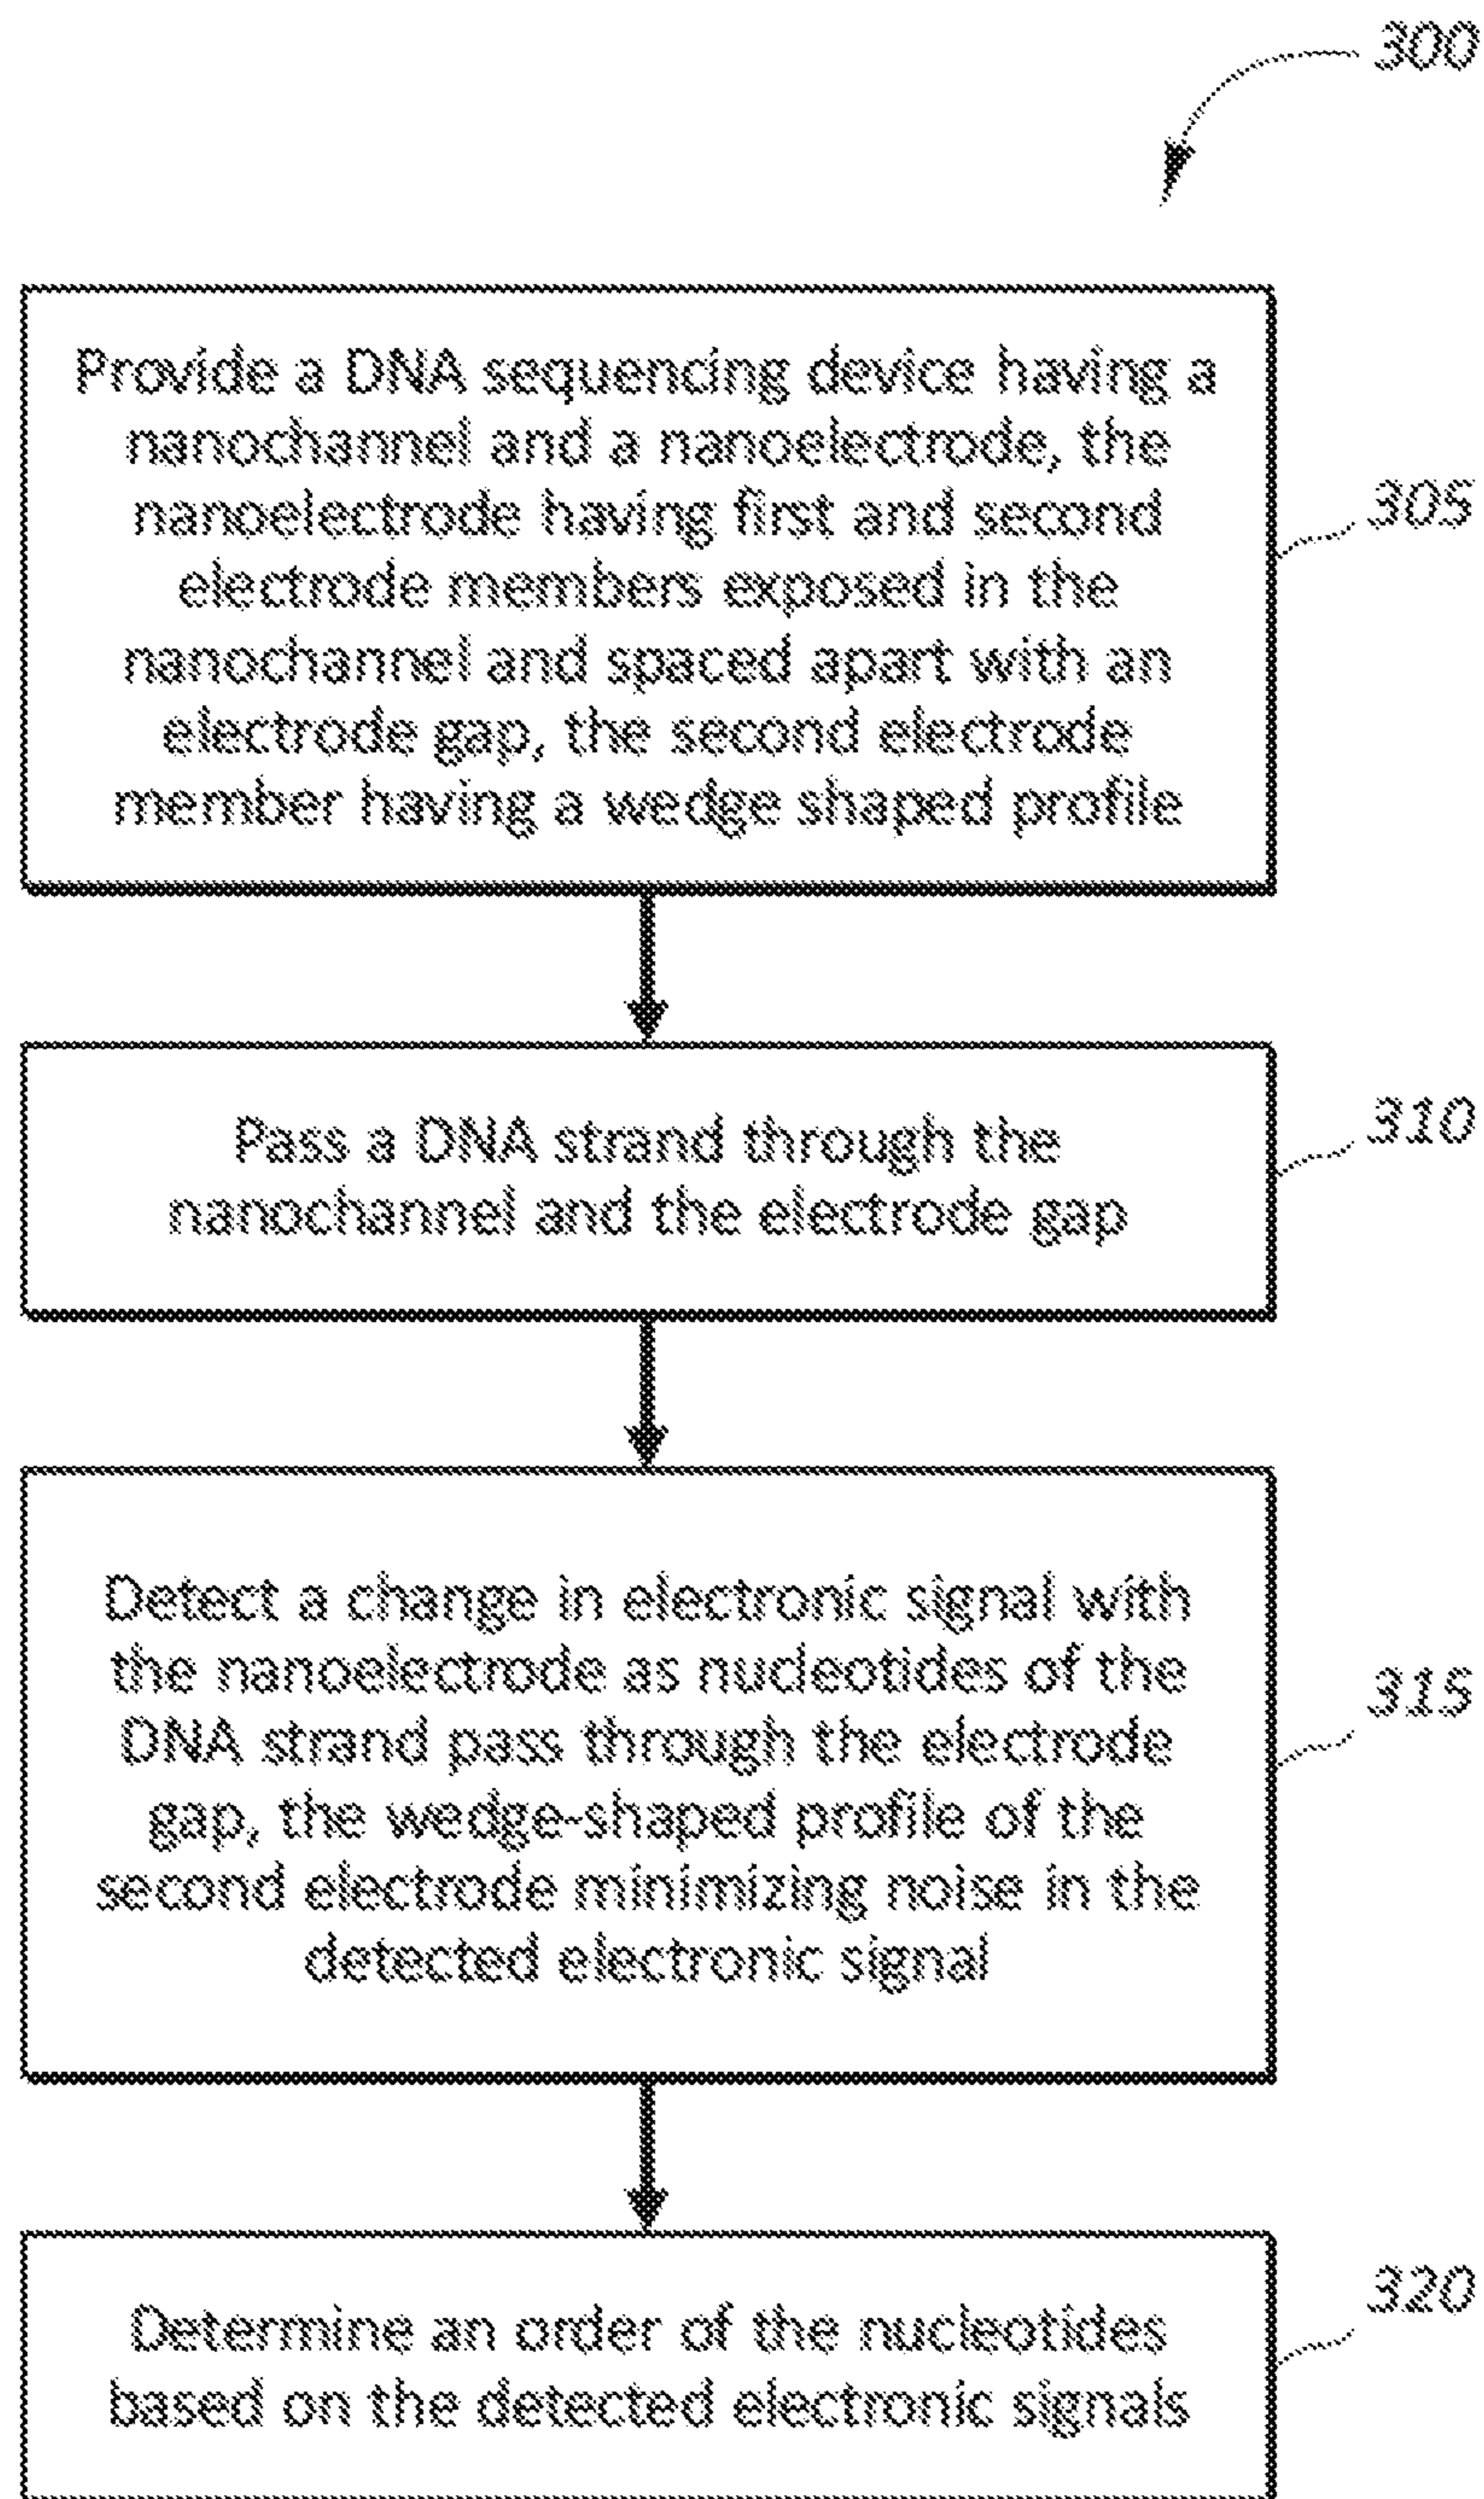 300
Provide a DNA sequencing device having a
nanochannel and a nanoelectrode, the
nanoelectrode having first and second
electrode members exposed in the
nanochannel and spaced apart with an
electrode gap, the second electrode
member having a wedge shaped profile
305
Pass a DNA strand through the
nanochannel and the electrode gap
310
Detect a change in electronic signal with
the nanoelectrode as nucleotides of the
DNA strand pass through the electrode
gap, the wedge-shaped profile of the
second electrode minimizing noise in the
detected electronic signal
315
Determine an order of the nucleotides
based on the detected electronic signals
320